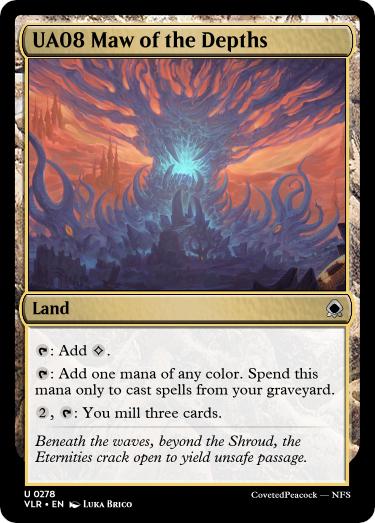 UA08 Maw of the Depths
Land
: Add .
: Add one mana of any color. Spend this
mana only to cast spells from your graveyard.
2, : You mill three cards.
Beneath the waves, beyond the Shroud, the
Eternities crack open to yield unsafe passage.
U 0278
VLR • EN Luka Brico
CovetedPeacock — NFS